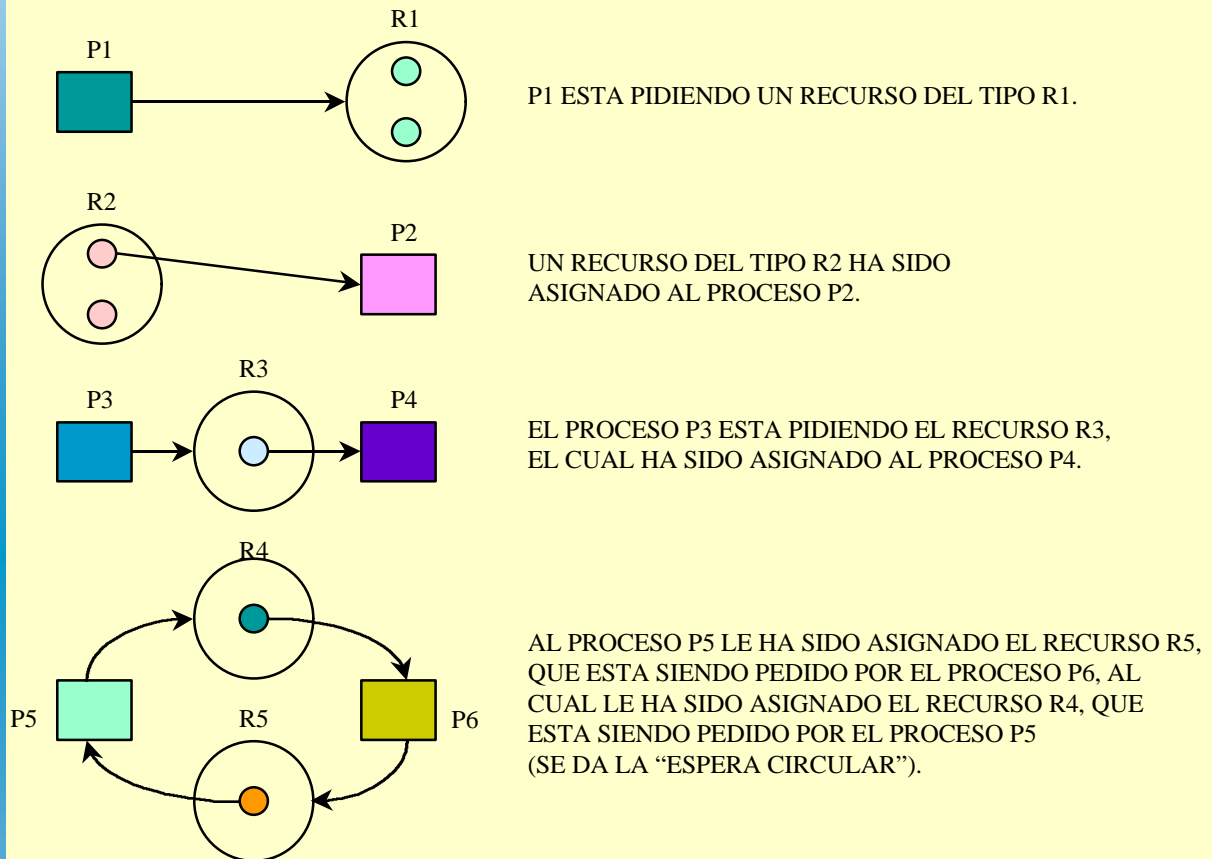 R1
P1
P1 ESTA PIDIENDO UN RECURSO DEL TIPO R1.
R2
P2
UN RECURSO DEL TIPO R2 HA SIDO
ASIGNADO AL PROCESO P2.
R3
P3
P4
EL PROCESO P3 ESTA PIDIENDO EL RECURSO R3,
EL CUAL HA SIDO ASIGNADO AL PROCESO P4.
R4
P5
R5
P6
AL PROCESO P5 LE HA SIDO ASIGNADO EL RECURSO R5,
QUE ESTA SIENDO PEDIDO POR EL PROCESO P6, AL
CUAL LE HA SIDO ASIGNADO EL RECURSO R4, QUE
ESTA SIENDO PEDIDO POR EL PROCESO P5
(SE DA LA “ESPERA CIRCULAR”).